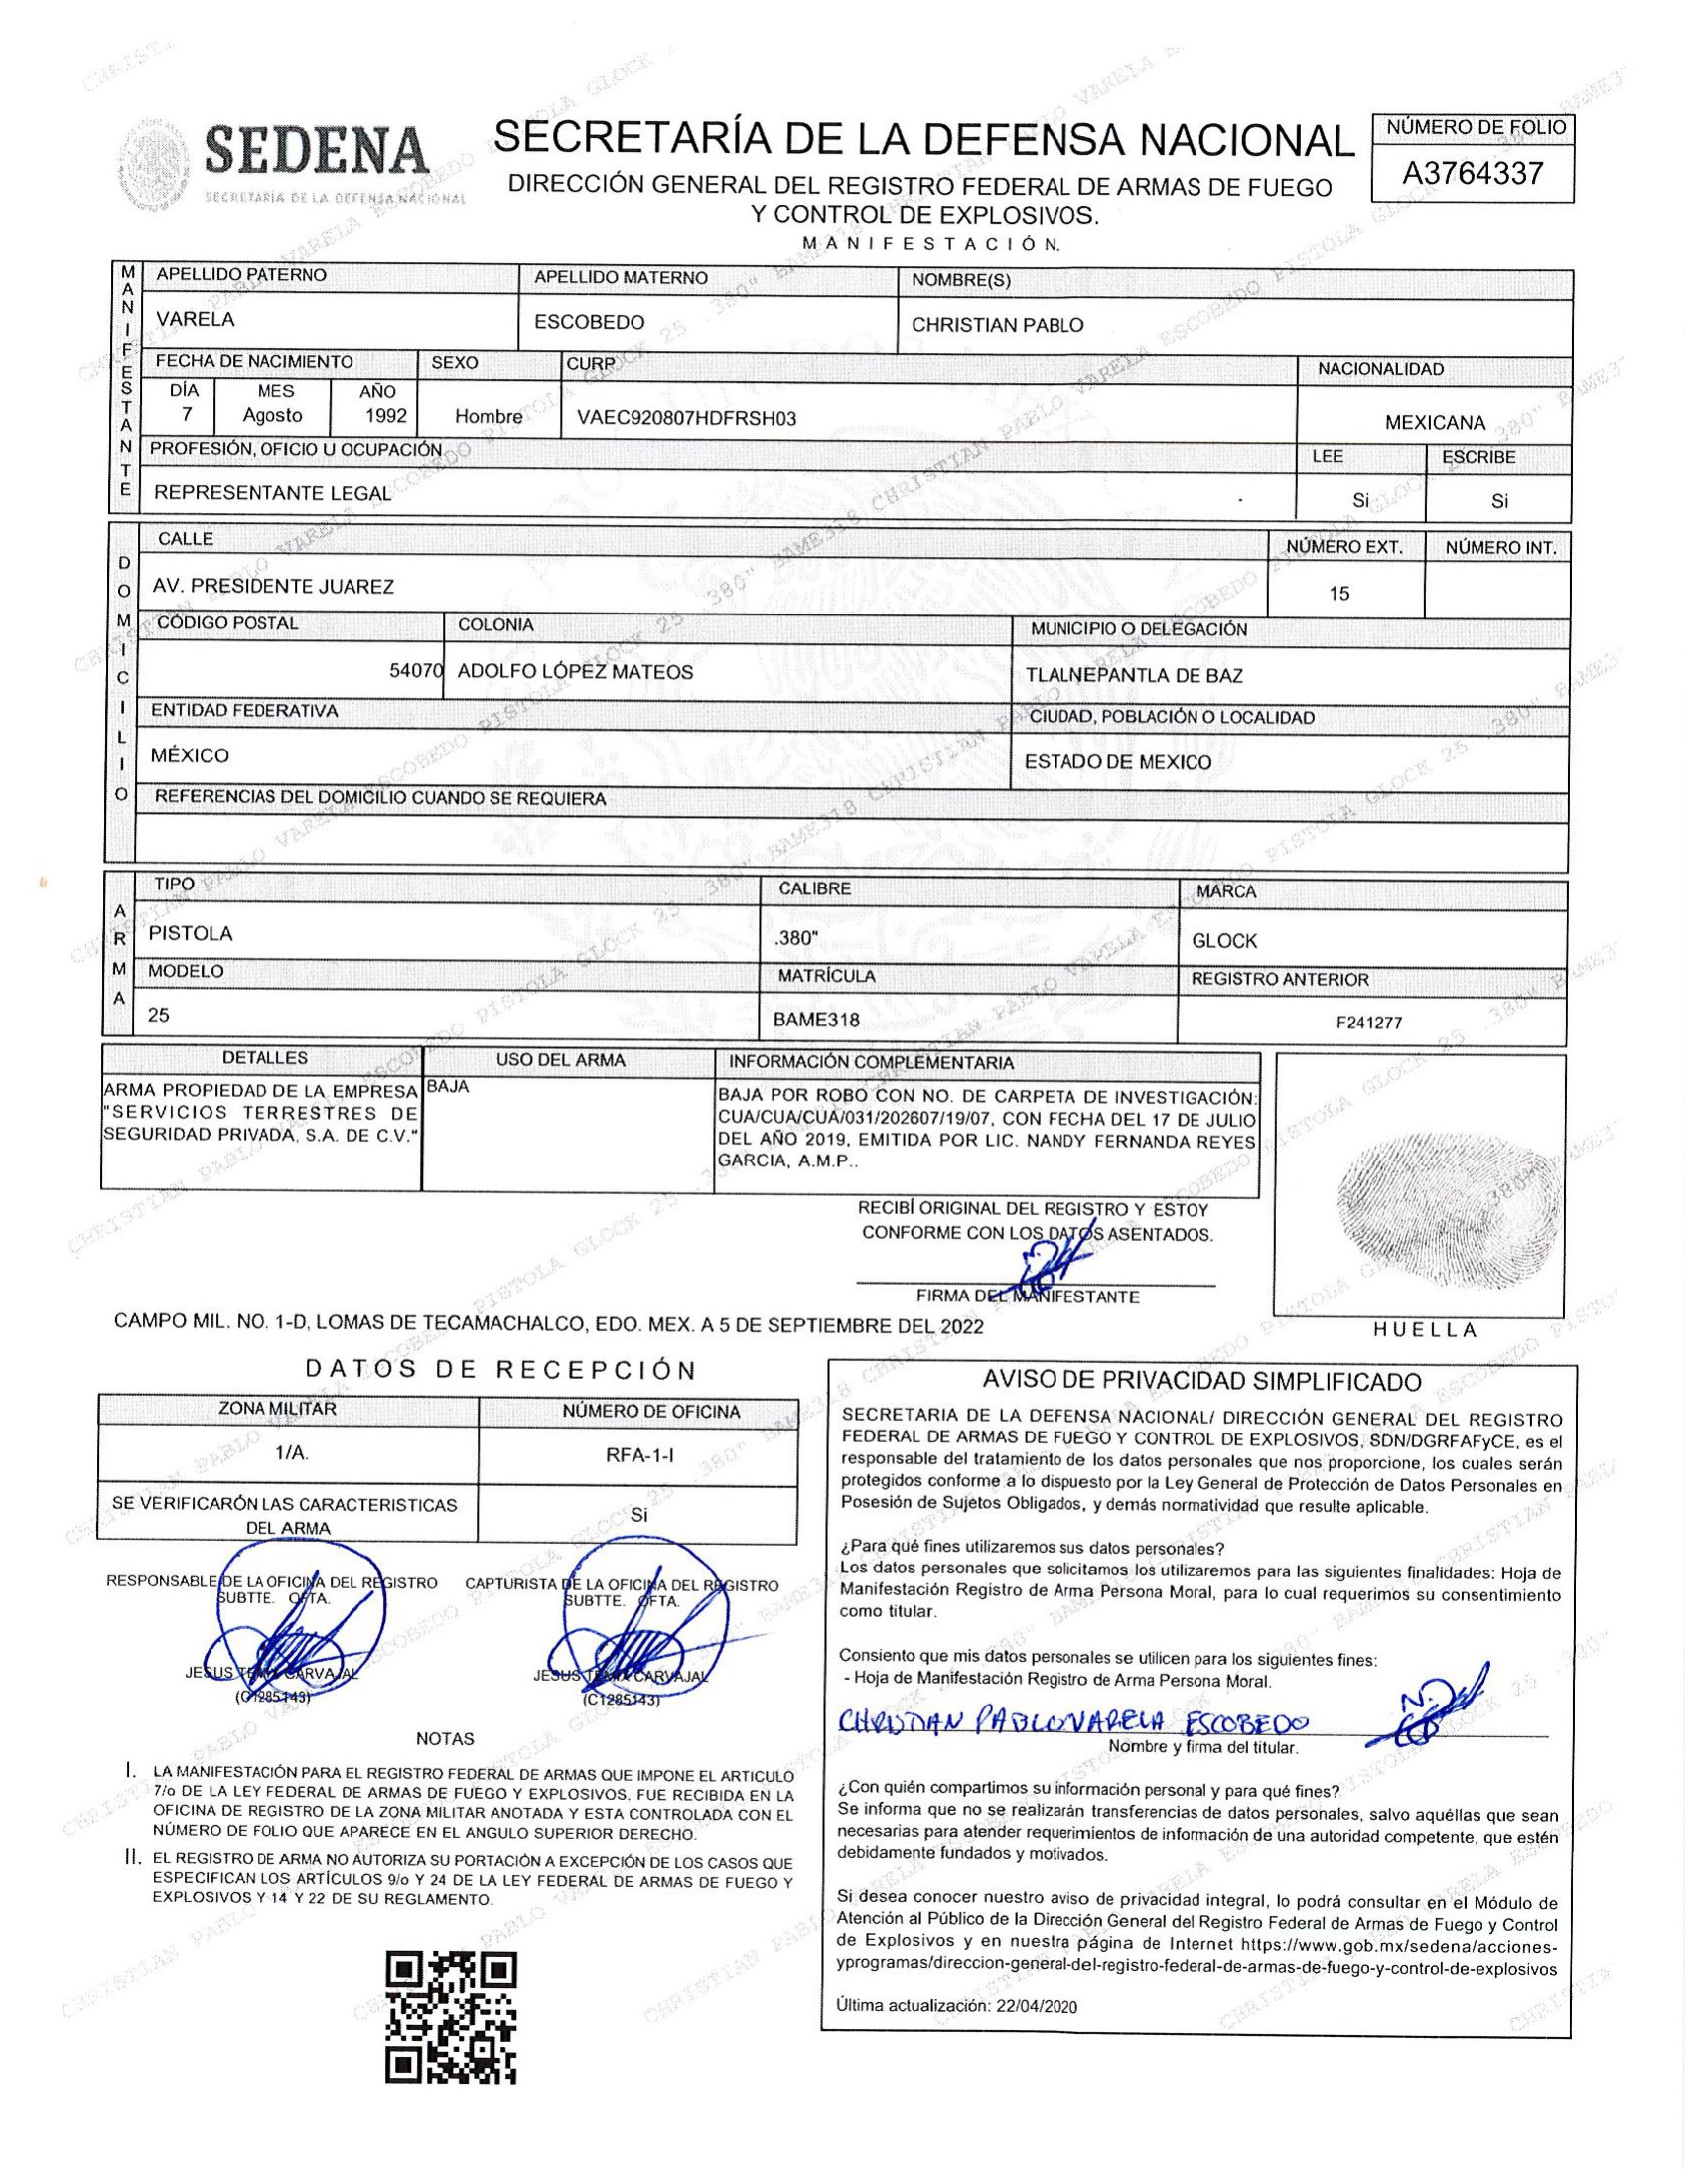 SEDENA
SECRETARÍA DE LA DEFENSA NACIONAL
SECRETARÍA DE LA DEFENSA NACIONAL
DIRECCIÓN GENERAL DEL REGISTRO FEDERAL DE ARMAS DE FUEGO
Y CONTROL DE EXPLOSIVOS.
MANIFESTACIÓN.
NÚMERO DE FOLIO
A3764337
MANIFESTANTE
APELLIDO PATERNO APELLIDO MATERNO NOMBRE(S)
VARELA ESCOBEDO CHRISTIAN PABLO
FECHA DE NACIMIENTO SEXO CURP NACIONALIDAD
DÍA MES AÑO
7 Agosto 1992 Hombre VAEC920807HDFRSH03 MEXICANA
PROFESIÓN, OFICIO U OCUPACIÓN LEE ESCRIBE
REPRESENTANTE LEGAL Si Si
DOMICILIO
CALLE NÚMERO EXT. NÚMERO INT.
AV. PRESIDENTE JUAREZ 15
CÓDIGO POSTAL COLONIA MUNICIPIO O DELEGACIÓN
54070 ADOLFO LÓPEZ MATEOS TLALNEPANTLA DE BAZ
ENTIDAD FEDERATIVA CIUDAD, POBLACIÓN O LOCALIDAD
MÉXICO ESTADO DE MEXICO
REFERENCIAS DEL DOMICILIO CUANDO SE REQUIERA
ARMA
TIPO CALIBRE MARCA
PISTOLA .380" GLOCK
MODELO MATRÍCULA REGISTRO ANTERIOR
25 BAME318 F241277
DETALLES USO DEL ARMA INFORMACIÓN COMPLEMENTARIA
ARMA PROPIEDAD DE LA EMPRESA
"SERVICIOS TERRESTRES DE
SEGURIDAD PRIVADA, S.A. DE C.V."
BAJA
BAJA POR ROBO CON NO. DE CARPETA DE INVESTIGACIÓN:
CUA/CUA/CUA/031/202607/19/07, CON FECHA DEL 17 DE JULIO
DEL AÑO 2019, EMITIDA POR LIC. NANDY FERNANDA REYES
GARCIA, A.M.P..
RECIBÍ ORIGINAL DEL REGISTRO Y ESTOY
CONFORME CON LOS DATOS ASENTADOS.
FIRMA DEL MANIFESTANTE
HUELLA
CAMPO MIL. NO. 1-D, LOMAS DE TECAMACHALCO, EDO. MEX. A 5 DE SEPTIEMBRE DEL 2022
DATOS DE RECEPCIÓN
ZONA MILITAR NÚMERO DE OFICINA
1/A. RFA-1-I
SE VERIFICARÓN LAS CARACTERISTICAS
DEL ARMA
Si
RESPONSABLE DE LA OFICINA DEL REGISTRO
SUBTTE. OFTA.
JESUS CARVAJAL
(C1285143)
CAPTURISTA DE LA OFICINA DEL REGISTRO
SUBTTE. OFTA.
JESUS CARVAJAL
(C1285143)
NOTAS
I. LA MANIFESTACIÓN PARA EL REGISTRO FEDERAL DE ARMAS QUE IMPONE EL ARTICULO
7/o DE LA LEY FEDERAL DE ARMAS DE FUEGO Y EXPLOSIVOS. FUE RECIBIDA EN LA
OFICINA DE REGISTRO DE LA ZONA MILITAR ANOTADA Y ESTA CONTROLADA CON EL
NÚMERO DE FOLIO QUE APARECE EN EL ANGULO SUPERIOR DERECHO.
II. EL REGISTRO DE ARMA NO AUTORIZA SU PORTACIÓN A EXCEPCIÓN DE LOS CASOS QUE
ESPECIFICAN LOS ARTÍCULOS 9/o Y 24 DE LA LEY FEDERAL DE ARMAS DE FUEGO Y
EXPLOSIVOS Y 14 Y 22 DE SU REGLAMENTO.
AVISO DE PRIVACIDAD SIMPLIFICADO
SECRETARIA DE LA DEFENSA NACIONAL/ DIRECCIÓN GENERAL DEL REGISTRO
FEDERAL DE ARMAS DE FUEGO Y CONTROL DE EXPLOSIVOS, SDN/DGRFAFyCE, es el
responsable del tratamiento de los datos personales que nos proporcione, los cuales serán
protegidos conforme a lo dispuesto por la Ley General de Protección de Datos Personales en
Posesión de Sujetos Obligados, y demás normatividad que resulte aplicable.
¿Para qué fines utilizaremos sus datos personales?
Los datos personales que solicitamos los utilizaremos para las siguientes finalidades: Hoja de
Manifestación Registro de Arma Persona Moral, para lo cual requerimos su consentimiento
como titular.
Consiento que mis datos personales se utilicen para los siguientes fines:
- Hoja de Manifestación Registro de Arma Persona Moral.
CHRISTIAN PABLO VARELA ESCOBEDO
Nombre y firma del titular.
¿Con quién compartimos su información personal y para qué fines?
Se informa que no se realizarán transferencias de datos personales, salvo aquéllas que sean
necesarias para atender requerimientos de información de una autoridad competente, que estén
debidamente fundados y motivados.
Si desea conocer nuestro aviso de privacidad integral, lo podrá consultar en el Módulo de
Atención al Público de la Dirección General del Registro Federal de Armas de Fuego y Control
de Explosivos y en nuestra página de Internet https://www.gob.mx/sedena/acciones-
yprogramas/direccion-general-del-registro-federal-de-armas-de-fuego-y-control-de-explosivos
Última actualización: 22/04/2020